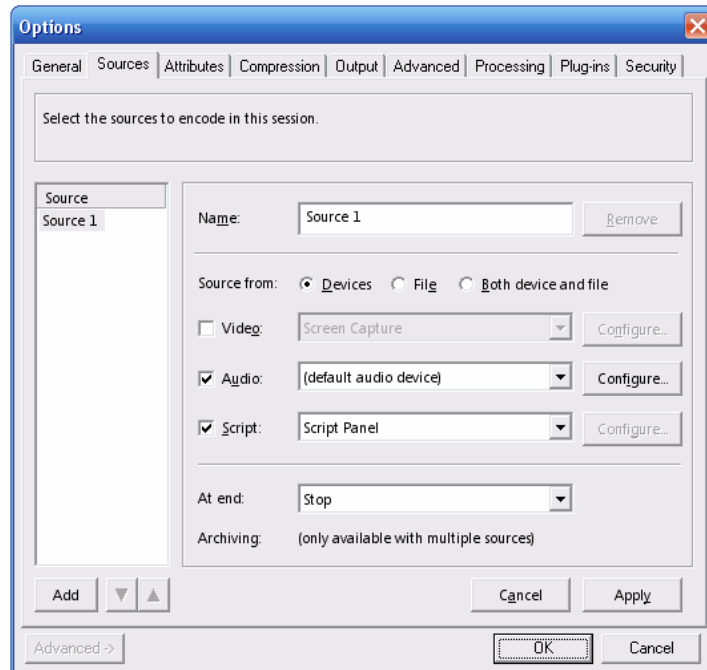 Options
General Sources Attributes Compression Output Advanced Processing Plug-ins Security
Select the sources to encode in this session.
Source
Source 1
Name: Source 1 Remove
Source from: Devices File Both device and file
Video: Screen Capture Configure...
Audio: (default audio device) Configure...
Script: Script Panel Configure...
At end: Stop
Archiving: (only available with multiple sources)
Add Cancel Apply
Advanced -> OK Cancel